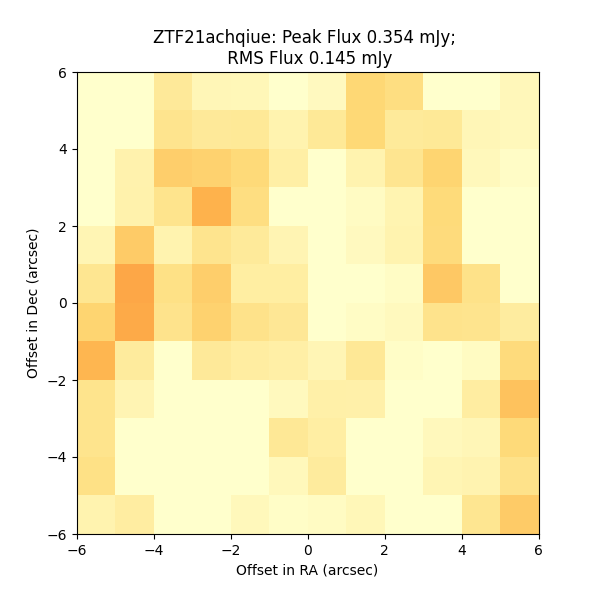 ZTF21achqiue: Peak Flux 0.354 mJy;
RMS Flux 0.145 mJy
6
4
2
0
−2
−4
−6
Offset in Dec (arcsec)
−6 −4 −2 0 2 4 6
Offset in RA (arcsec)